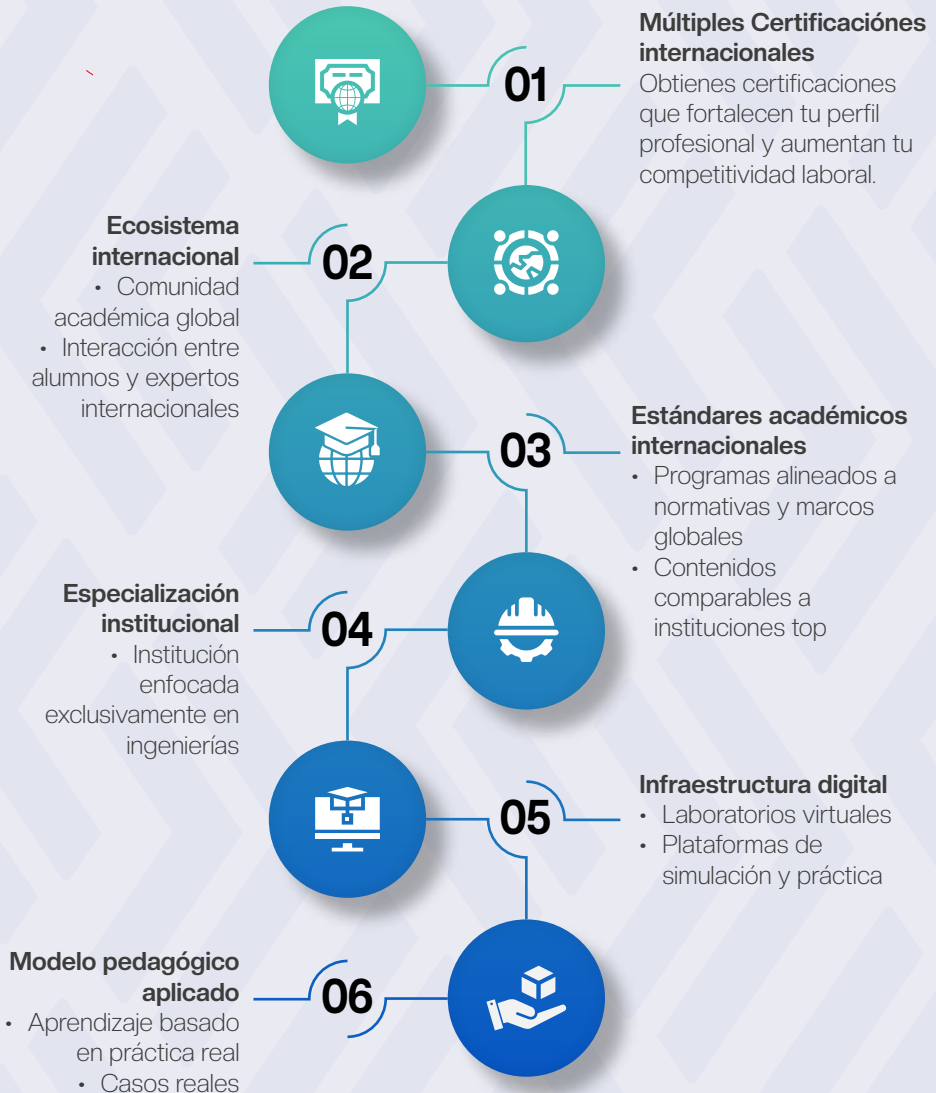 01
Múltiples Certificaciónes
internacionales
Obtienes certificaciones
que fortalecen tu perfil
profesional y aumentan tu
competitividad laboral.
02
Ecosistema
internacional
• Comunidad
académica global
• Interacción entre
alumnos y expertos
internacionales
03
Estándares académicos
internacionales
• Programas alineados a
normativas y marcos
globales
• Contenidos
comparables a
instituciones top
04
Especialización
institucional
• Institución
enfocada
exclusivamente en
ingenierías
05
Infraestructura digital
• Laboratorios virtuales
• Plataformas de
simulación y práctica
06
Modelo pedagógico
aplicado
• Aprendizaje basado
en práctica real
• Casos reales